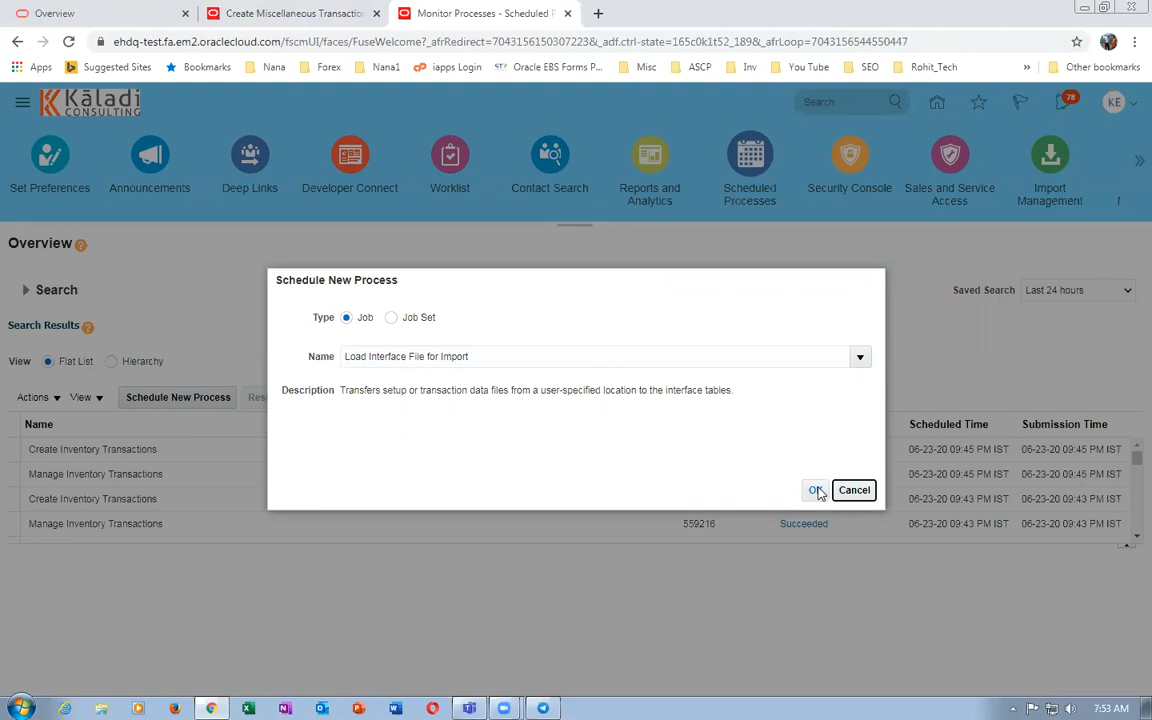 Overview
Create Miscellaneous Transaction
Monitor Processes - Scheduled P
ehdq-test.fa.em2.oraclecloud.com/fscmUI/faces/FuseWelcome?_afrRedirect=7043156150307223&_adf.ctrl-state=165c0k1t52_189&_afrLoop=7043156544550447
Apps Suggested Sites Bookmarks Nana Forex Nana1 iapps Login Oracle EBS Forms P... Misc ASCP Inv You Tube SEO Rohit_Tech » Other bookmarks
Kāladi CONSULTING
Search
78
KE
Set Preferences
Announcements
Deep Links
Developer Connect
Worklist
Contact Search
Reports and Analytics
Scheduled Processes
Security Console
Sales and Service Access
Import Management
Overview
Search
Saved Search Last 24 hours
Search Results
View Flat List Hierarchy
Actions View Schedule New Process Res
Name Scheduled Time Submission Time
Create Inventory Transactions 06-23-20 09:45 PM IST 06-23-20 09:45 PM IST
Manage Inventory Transactions 06-23-20 09:45 PM IST 06-23-20 09:45 PM IST
Create Inventory Transactions 06-23-20 09:43 PM IST 06-23-20 09:43 PM IST
Manage Inventory Transactions 559216 Succeeded 06-23-20 09:43 PM IST 06-23-20 09:43 PM IST
Schedule New Process
Type Job Job Set
Name Load Interface File for Import
Description Transfers setup or transaction data files from a user-specified location to the interface tables.
OK Cancel
7:53 AM